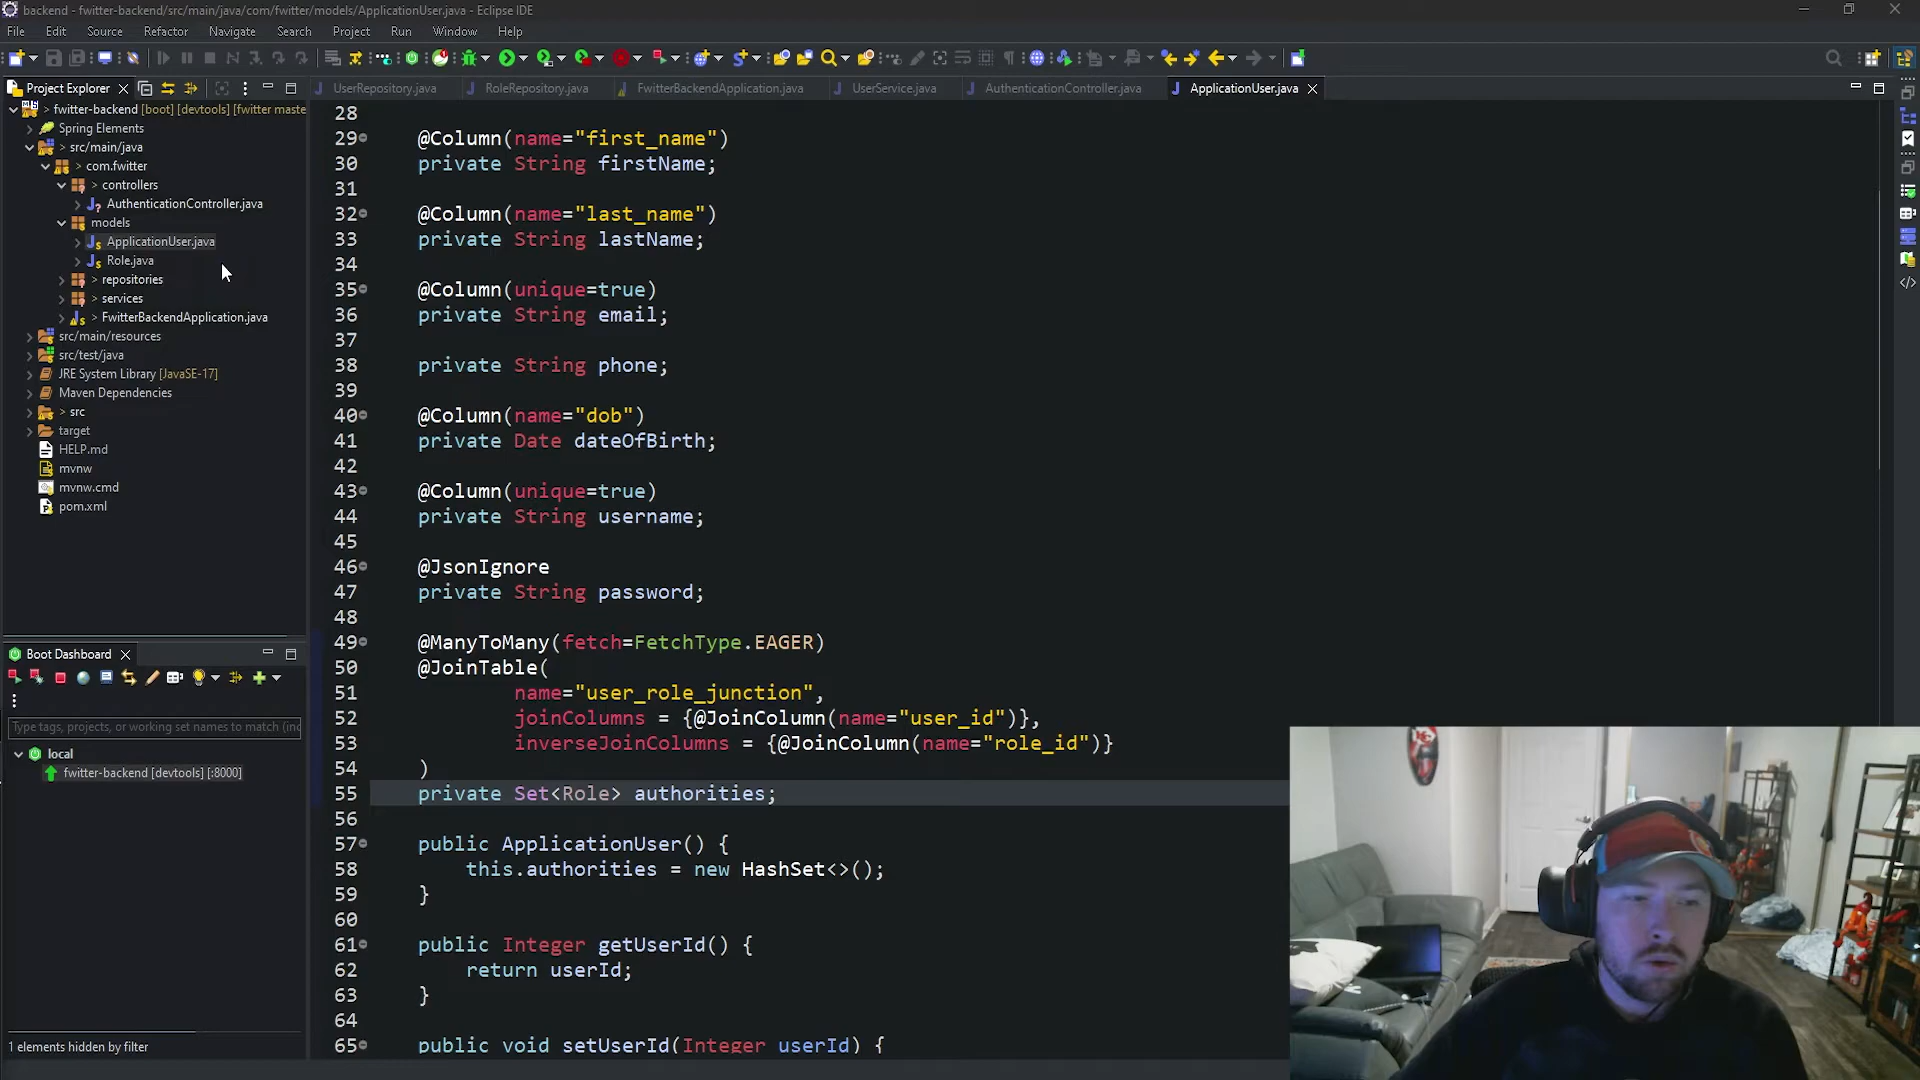 backend - fwitter-backend/src/main/java/com/fwitter/models/ApplicationUser.java - Eclipse IDE
File Edit Source Refactor Navigate Search Project Run Window Help
Project Explorer
UserRepository.java RoleRepository.java FwitterBackendApplication.java UserService.java AuthenticationController.java ApplicationUser.java
> fwitter-backend [boot] [devtools] [fwitter maste
Spring Elements
> src/main/java
> com.fwitter
> controllers
AuthenticationController.java
models
ApplicationUser.java
Role.java
> repositories
> services
> FwitterBackendApplication.java
src/main/resources
src/test/java
JRE System Library [JavaSE-17]
Maven Dependencies
> src
target
HELP.md
mvnw
mvnw.cmd
pom.xml
Boot Dashboard
Type tags, projects, or working set names to match (inc
local
fwitter-backend [devtools] [:8000]
1 elements hidden by filter
28
29 @Column(name="first_name")
30 private String firstName;
31
32 @Column(name="last_name")
33 private String lastName;
34
35 @Column(unique=true)
36 private String email;
37
38 private String phone;
39
40 @Column(name="dob")
41 private Date dateOfBirth;
42
43 @Column(unique=true)
44 private String username;
45
46 @JsonIgnore
47 private String password;
48
49 @ManyToMany(fetch=FetchType.EAGER)
50 @JoinTable(
51 name="user_role_junction",
52 joinColumns = {@JoinColumn(name="user_id")},
53 inverseJoinColumns = {@JoinColumn(name="role_id")}
54 )
55 private Set<Role> authorities;
56
57 public ApplicationUser() {
58 this.authorities = new HashSet<>();
59 }
60
61 public Integer getUserId() {
62 return userId;
63 }
64
65 public void setUserId(Integer userId) {